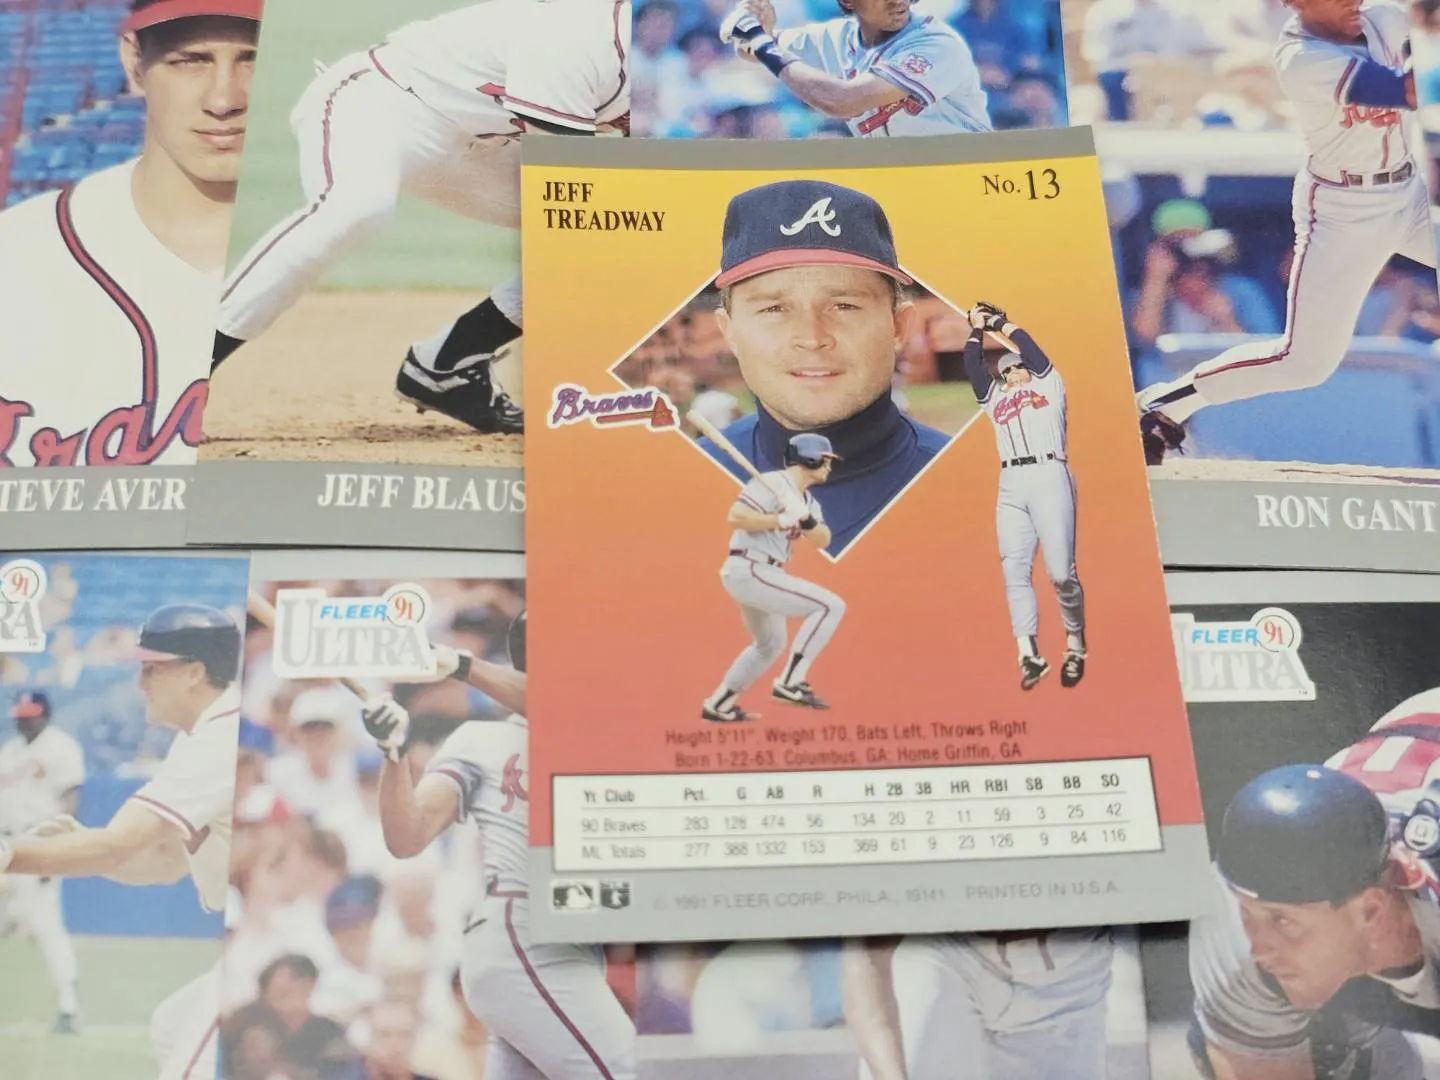 TEVE AVER
JEFF BLAUS
RON GANT
Braves
JEFF
TREADWAY
No. 13
A
Braves
Height 5'11", Weight 170, Bats Left, Throws Right
Born 1-22-63, Columbus, GA: Home Griffin, GA
Yr. Club Pct. G AB R H 2B 3B HR RBI SB BB SO
90 Braves 283 128 474 56 134 20 2 11 59 3 25 42
ML Totals 277 388 1332 153 369 61 9 23 126 9 84 116
© 1991 FLEER CORP., PHILA., 19141 PRINTED IN U.S.A.
91
RA
FLEER 91
ULTRA
FLEER 91
ULTRA